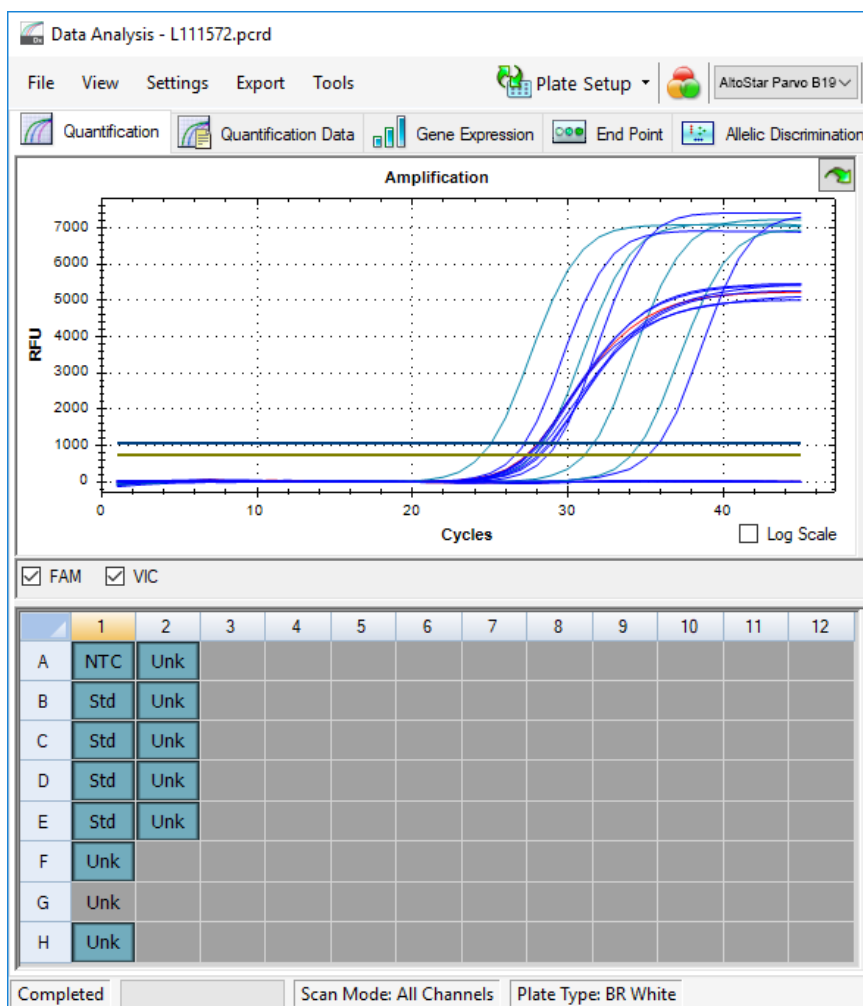 Data Analysis - L111572.pcrd
File View Settings Export Tools Plate Setup AltoStar Parvo B19
Quantification Quantification Data Gene Expression End Point Allelic Discrimination
Amplification
7000
6000
5000
4000
3000
2000
1000
0
RFU
0 10 20 30 40
Cycles
Log Scale
FAM VIC
1 2 3 4 5 6 7 8 9 10 11 12
A NTC Unk
B Std Unk
C Std Unk
D Std Unk
E Std Unk
F Unk
G Unk
H Unk
Completed Scan Mode: All Channels Plate Type: BR White